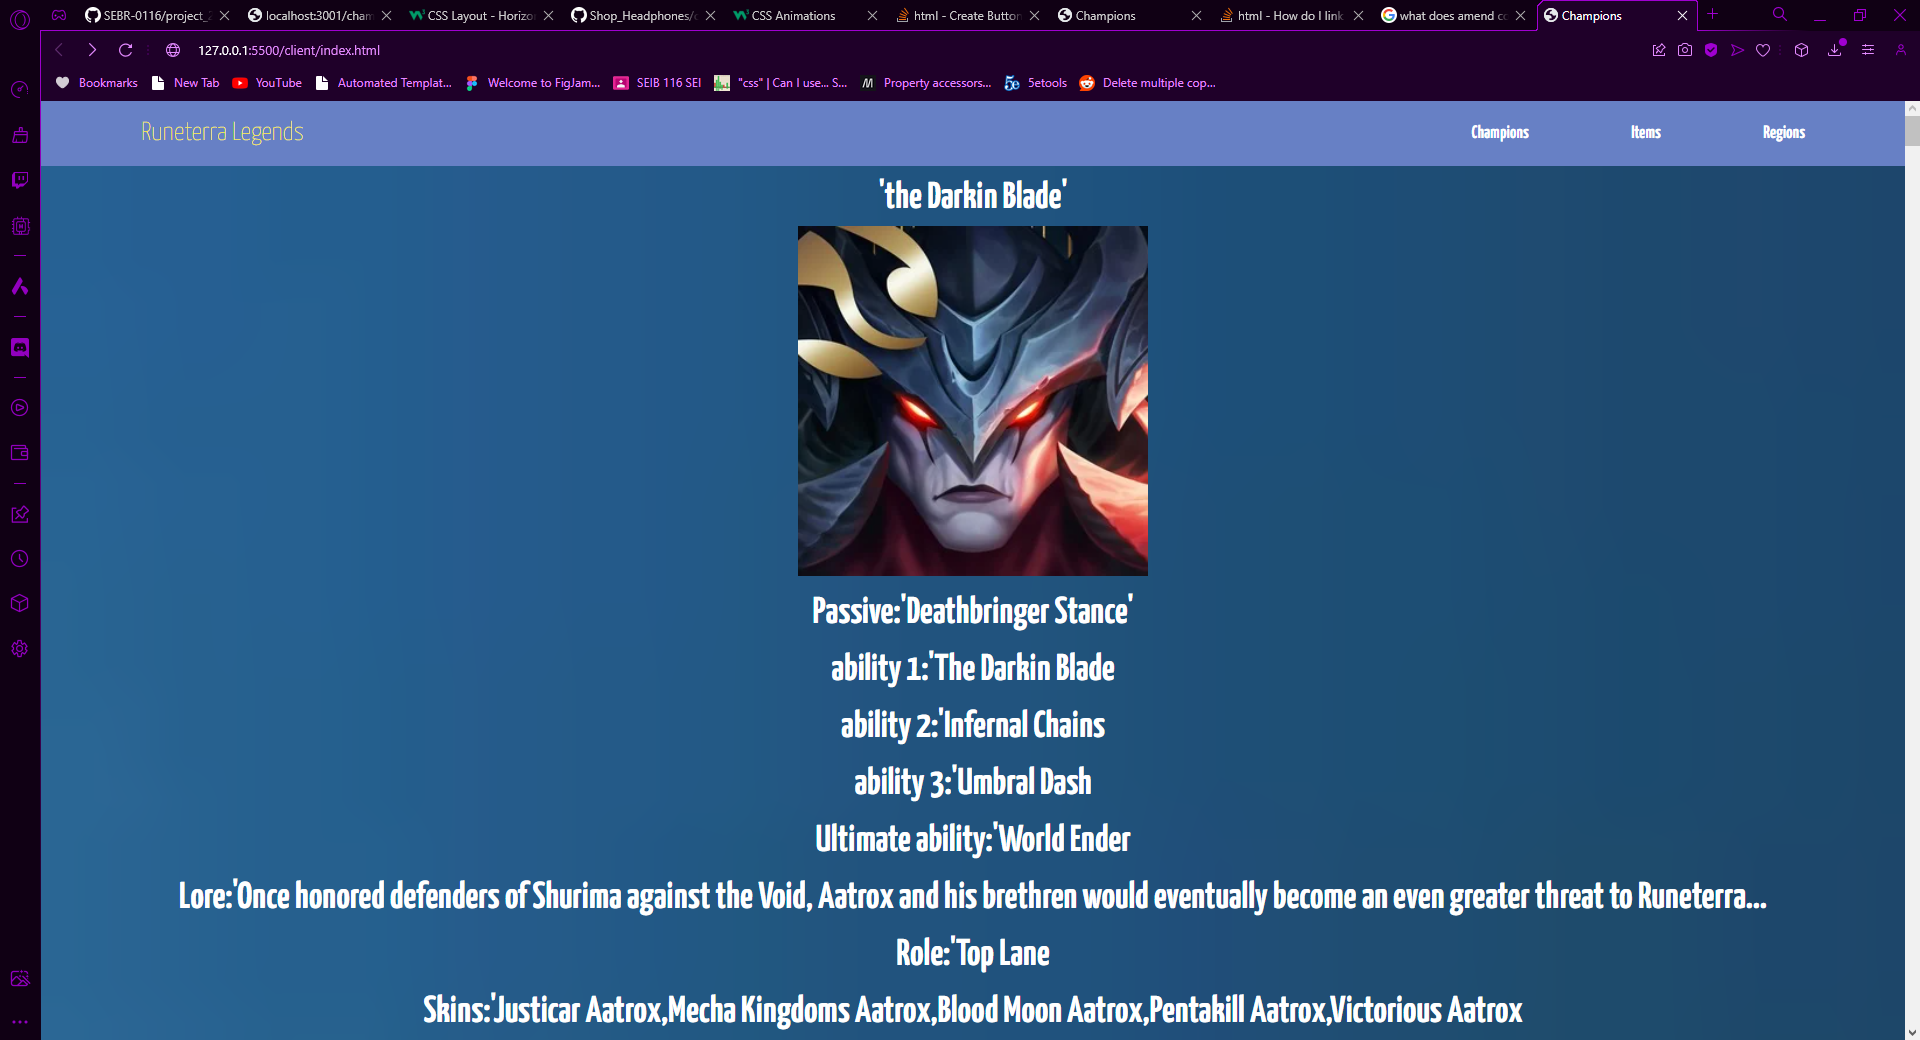 SEBR-0116/project_2
localhost:3001/cham
CSS Layout - Horizo
Shop_Headphones/c
CSS Animations
html - Create Button
Champions
html - How do I link
what does amend co
Champions
127.0.0.1:5500/client/index.html
Bookmarks
New Tab
YouTube
Automated Templat...
Welcome to FigJam...
SEIB 116 SEI
"css" | Can I use... S...
Property accessors...
5etools
Delete multiple cop...
Runeterra Legends
Champions
Items
Regions
'the Darkin Blade'
Passive:'Deathbringer Stance'
ability 1:'The Darkin Blade
ability 2:'Infernal Chains
ability 3:'Umbral Dash
Ultimate ability:'World Ender
Lore:'Once honored defenders of Shurima against the Void, Aatrox and his brethren would eventually become an even greater threat to Runeterra...
Role:'Top Lane
Skins:'Justicar Aatrox,Mecha Kingdoms Aatrox,Blood Moon Aatrox,Pentakill Aatrox,Victorious Aatrox